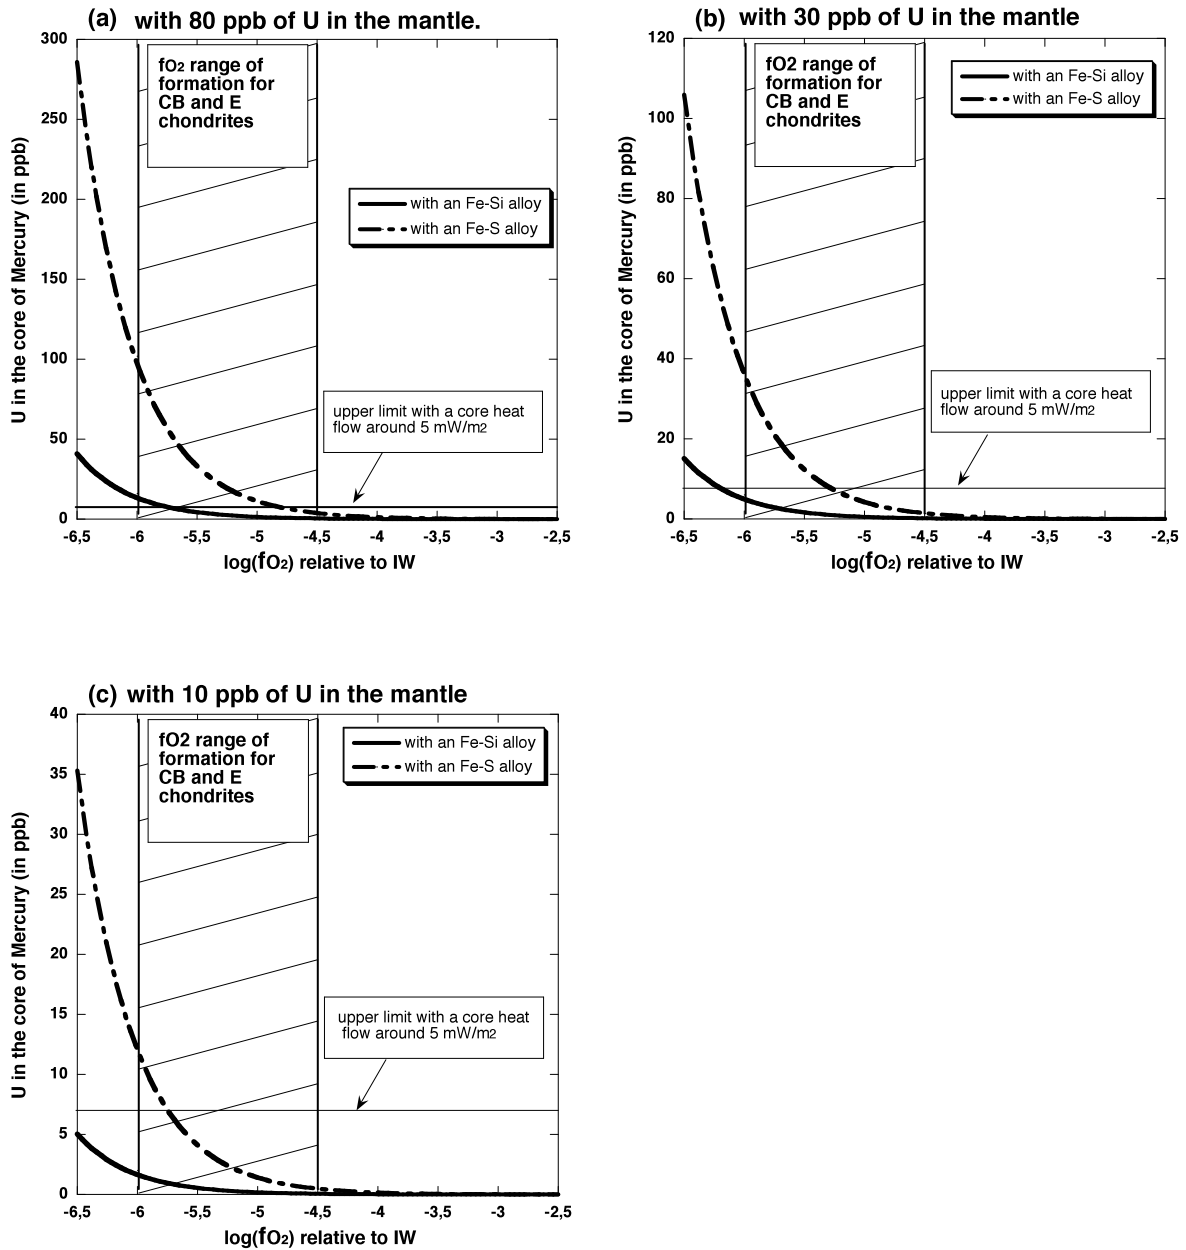 (a) with 80 ppb of U in the mantle.
300
250
200
150
100
50
0
U in the core of Mercury (in ppb)
fO2 range of
formation for
CB and E
chondrites
with an Fe-Si alloy
with an Fe-S alloy
upper limit with a core heat
flow around 5 mW/m2
-6,5 -6 -5,5 -5 -4,5 -4 -3,5 -3 -2,5
log(fO2) relative to IW
(b) with 30 ppb of U in the mantle
120
100
80
60
40
20
0
U in the core of Mercury (in ppb)
fO2 range of
formation for
CB and E
chondrites
with an Fe-Si alloy
with an Fe-S alloy
upper limit with a core heat
flow around 5 mW/m2
-6,5 -6 -5,5 -5 -4,5 -4 -3,5 -3 -2,5
log(fO2) relative to IW
(c) with 10 ppb of U in the mantle
40
35
30
25
20
15
10
5
0
U in the core of Mercury (in ppb)
fO2 range of
formation for
CB and E
chondrites
with an Fe-Si alloy
with an Fe-S alloy
upper limit with a core heat
flow around 5 mW/m2
-6,5 -6 -5,5 -5 -4,5 -4 -3,5 -3 -2,5
log(fO2) relative to IW